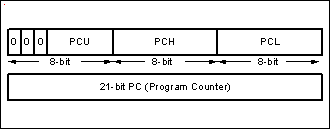 0 0 0 PCU PCH PCL
8-bit 8-bit 8-bit
21-bit PC (Program Counter)